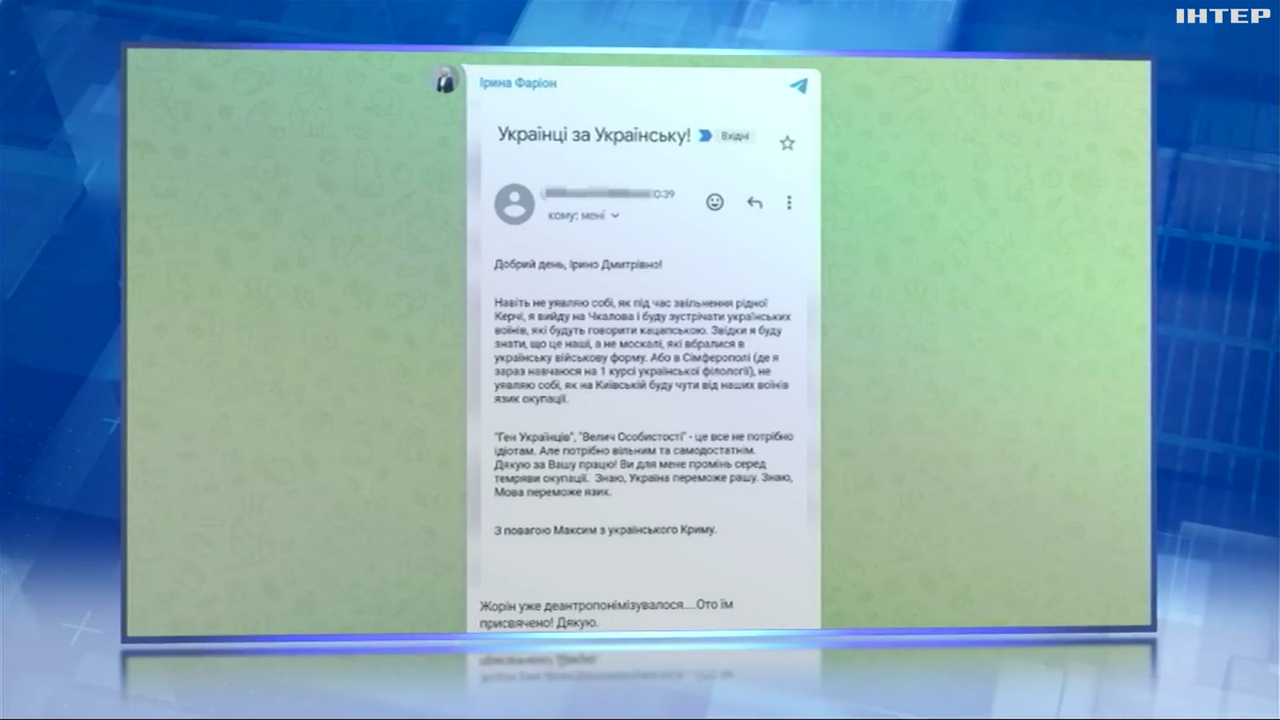 ІНТЕР
Ірина Фаріон
Українці за Українську! Вхідні
0:39
кому: мені
Добрий день, Ірино Дмитрівно!
Навіть не уявляю собі, як під час звільнення рідної
Керчі, я вийду на Чкалова і буду зустрічати українських
воїнів, які будуть говорити кацапською. Звідки я буду
знати, що це наші, а не москалі, які вбралися в
українську військову форму. Або в Сімферополі (де я
зараз навчаюся на 1 курсі української філології), не
уявляю собі, як на Київській буду чути від наших воїнів
язик окупації.
"Ген Українців", "Велич Особистості" - це все не потрібно
ідіотам. Але потрібно вільним та самодостатнім.
Дякую за Вашу працю! Ви для мене промінь серед
темряви окупації. Знаю, Україна переможе рашу. Знаю,
Мова переможе язик.
З повагою Максим з українського Криму.
Жорін уже деантропонімізувалося....Ото їм
присвячено! Дякую.